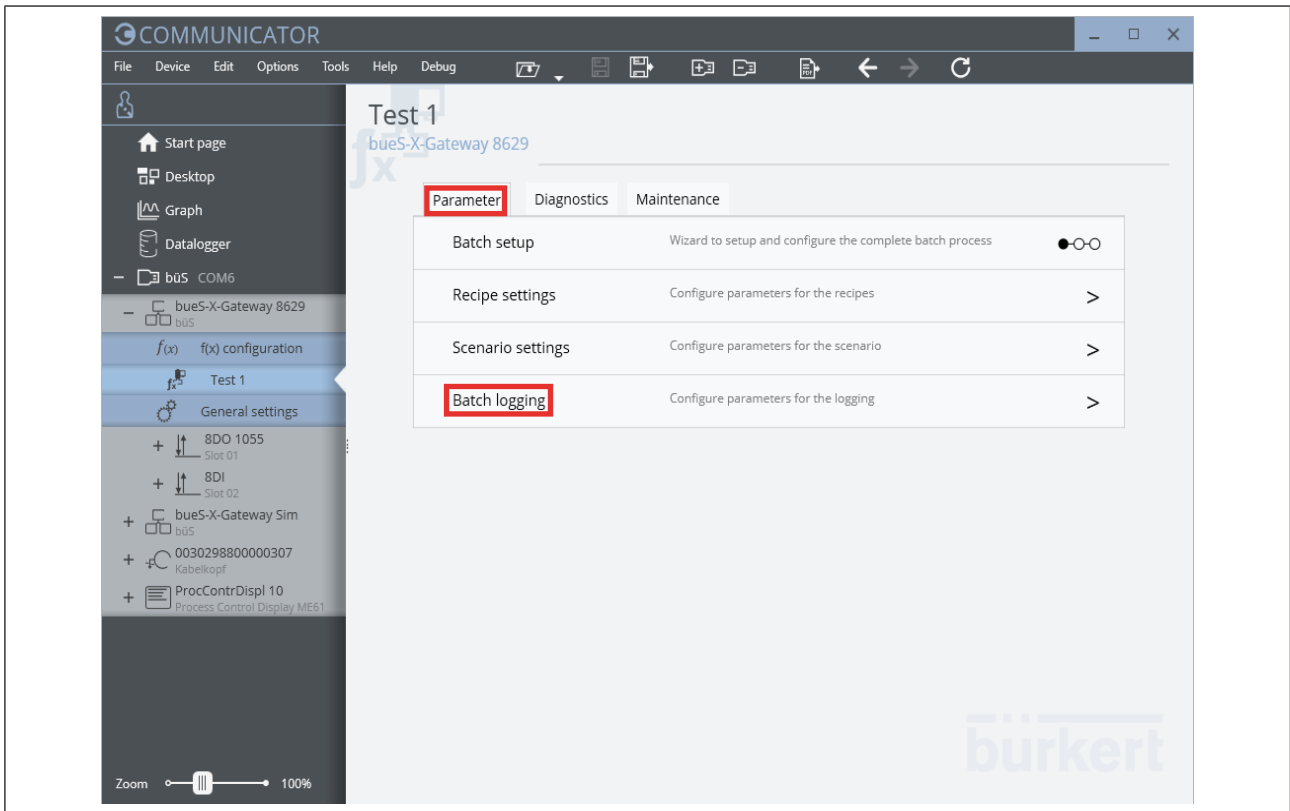 COMMUNICATOR
File Device Edit Options Tools Help Debug
PDF
Start page
Desktop
Graph
Datalogger
büS COM6
bueS-X-Gateway 8629
büS
f(x) f(x) configuration
fx Test 1
General settings
8DO 1055
Slot 01
8DI
Slot 02
bueS-X-Gateway Sim
büS
0030298800000307
Kabelkopf
ProcContrDispl 10
Process Control Display ME61
Zoom 100%
Test 1
bueS-X-Gateway 8629
fx
Parameter Diagnostics Maintenance
Batch setup Wizard to setup and configure the complete batch process
Recipe settings Configure parameters for the recipes >
Scenario settings Configure parameters for the scenario >
Batch logging Configure parameters for the logging >
bürkert